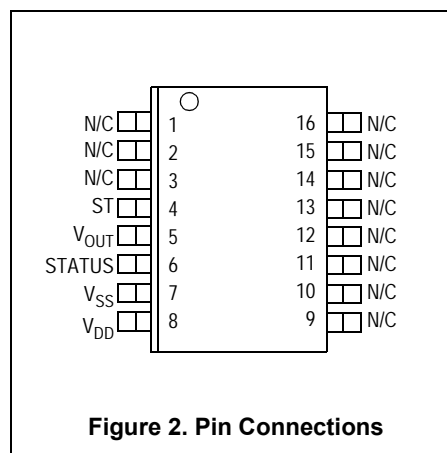 N/C 1 16 N/C
N/C 2 15 N/C
N/C 3 14 N/C
ST 4 13 N/C
VOUT 5 12 N/C
STATUS 6 11 N/C
VSS 7 10 N/C
VDD 8 9 N/C
Figure 2. Pin Connections